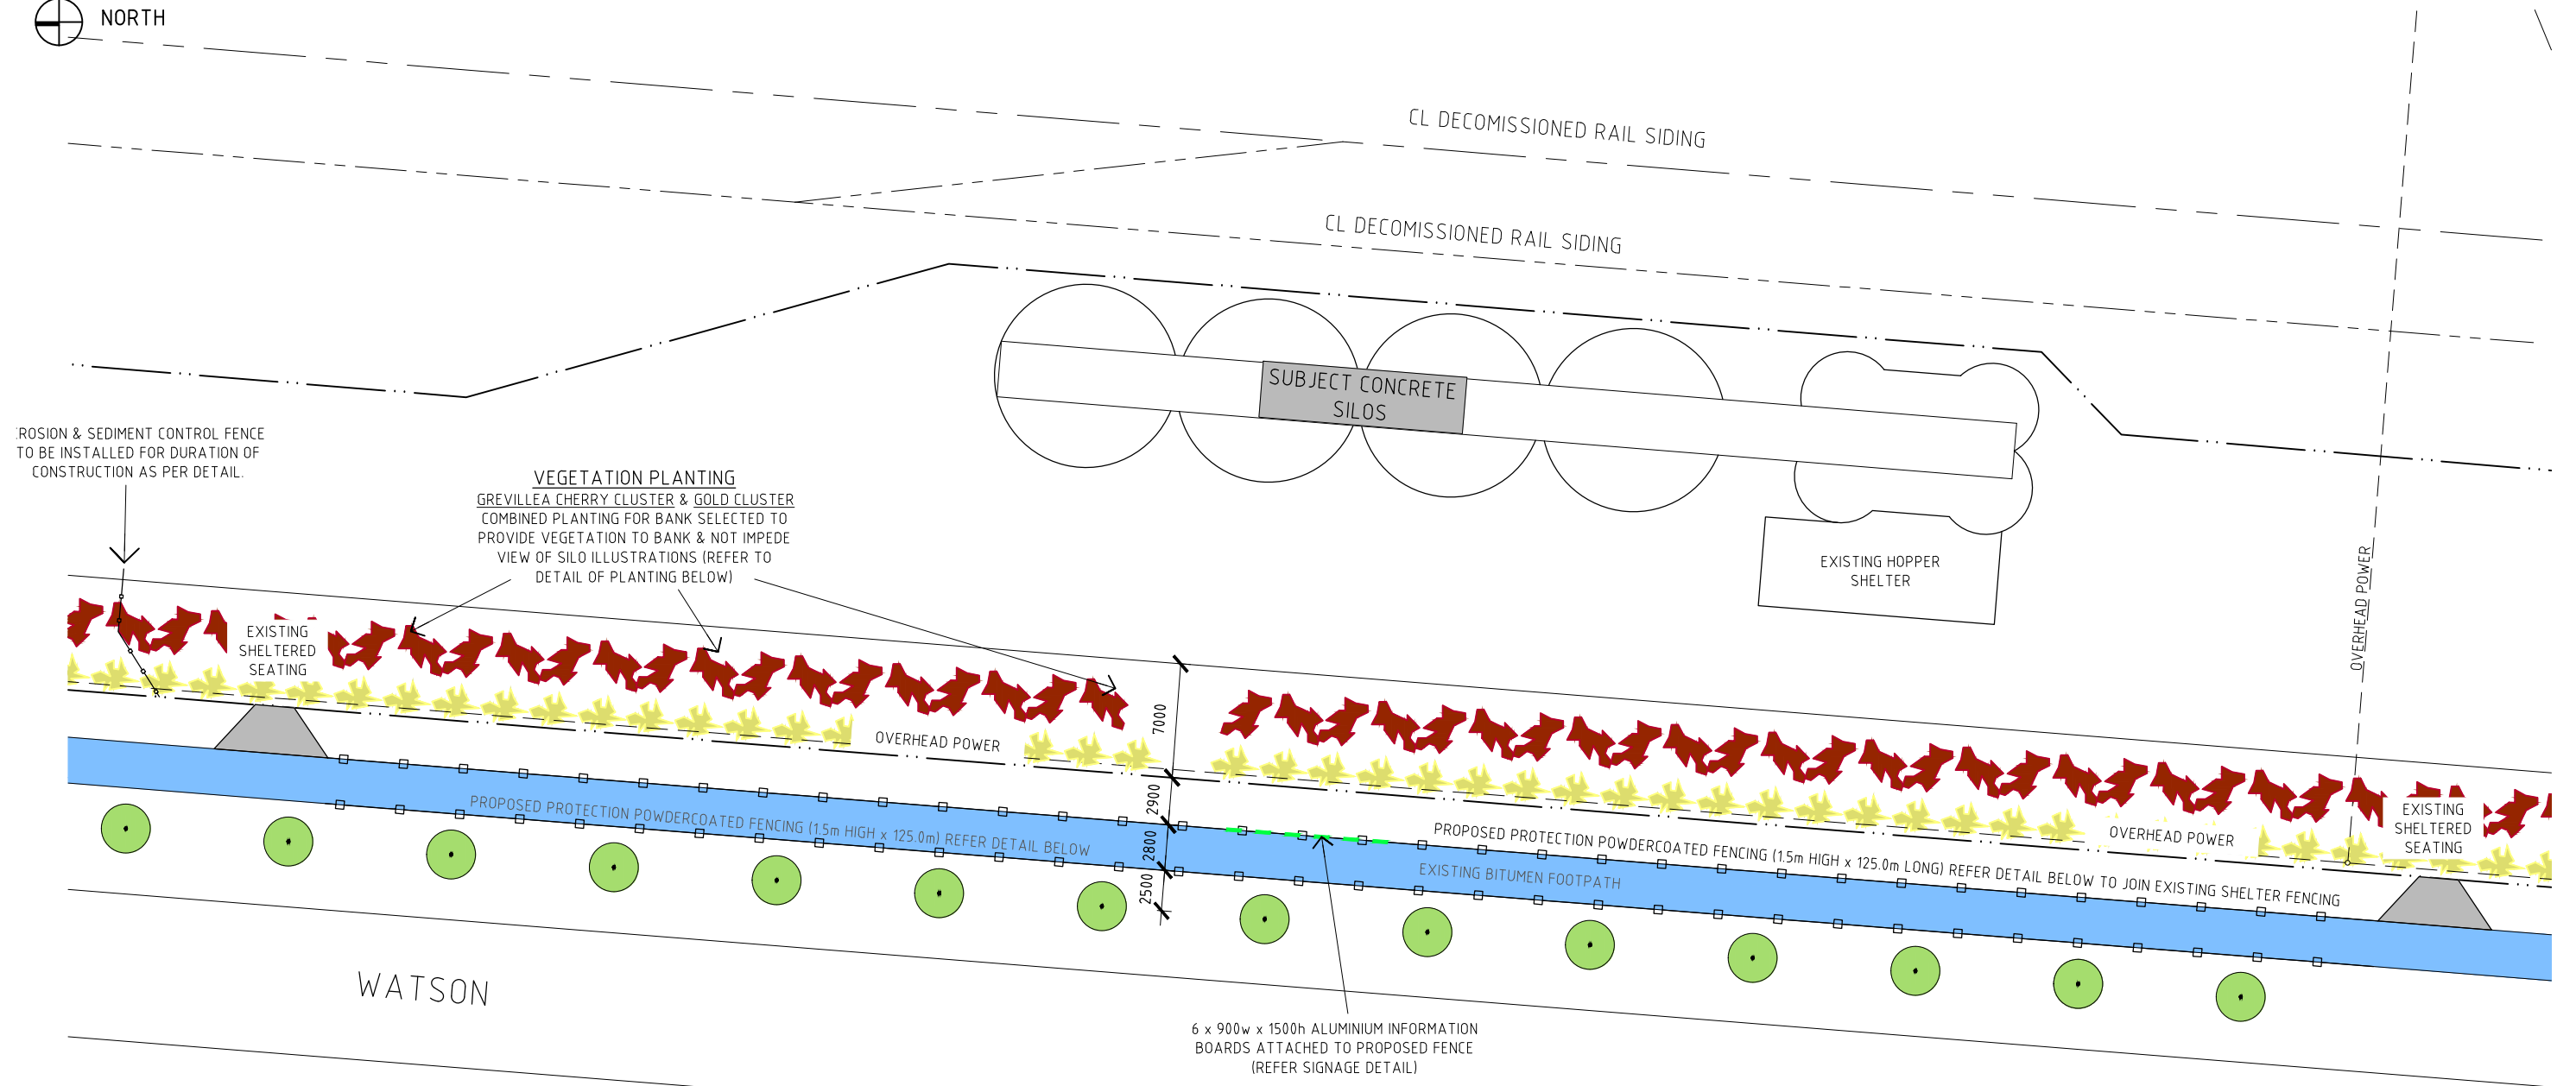 NORTH
CL DECOMISSIONED RAIL SIDING
CL DECOMISSIONED RAIL SIDING
SUBJECT CONCRETE
SILOS
ROSION & SEDIMENT CONTROL FENCE
TO BE INSTALLED FOR DURATION OF
CONSTRUCTION AS PER DETAIL.
VEGETATION PLANTING
GREVILLEA CHERRY CLUSTER & GOLD CLUSTER
COMBINED PLANTING FOR BANK SELECTED TO
PROVIDE VEGETATION TO BANK & NOT IMPEDE
VIEW OF SILO ILLUSTRATIONS (REFER TO
DETAIL OF PLANTING BELOW)
EXISTING HOPPER
SHELTER
OVERHEAD POWER
EXISTING
SHELTERED
SEATING
7000
OVERHEAD POWER
2900
2800
2500
PROPOSED PROTECTION POWDERCOATED FENCING (1.5m HIGH x 125.0m) REFER DETAIL BELOW
PROPOSED PROTECTION POWDERCOATED FENCING (1.5m HIGH x 125.0m LONG) REFER DETAIL BELOW TO JOIN EXISTING SHELTER FENCING
OVERHEAD POWER
EXISTING
SHELTERED
SEATING
EXISTING BITUMEN FOOTPATH
WATSON
6 x 900w x 1500h ALUMINIUM INFORMATION
BOARDS ATTACHED TO PROPOSED FENCE
(REFER SIGNAGE DETAIL)